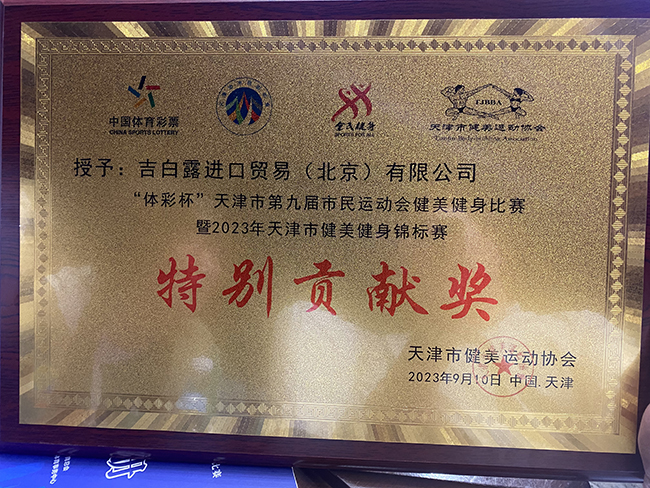 中国体育彩票
CHINA SPORTS LOTTERY
全民健身
SPORTS FOR ALL
TJBBA
天津市健美运动协会
授予：吉白露进口贸易（北京）有限公司
“体彩杯”天津市第九届市民运动会健美健身比赛
暨2023年天津市健美健身锦标赛
特别贡献奖
天津市健美运动协会
2023年9月10日 中国.天津